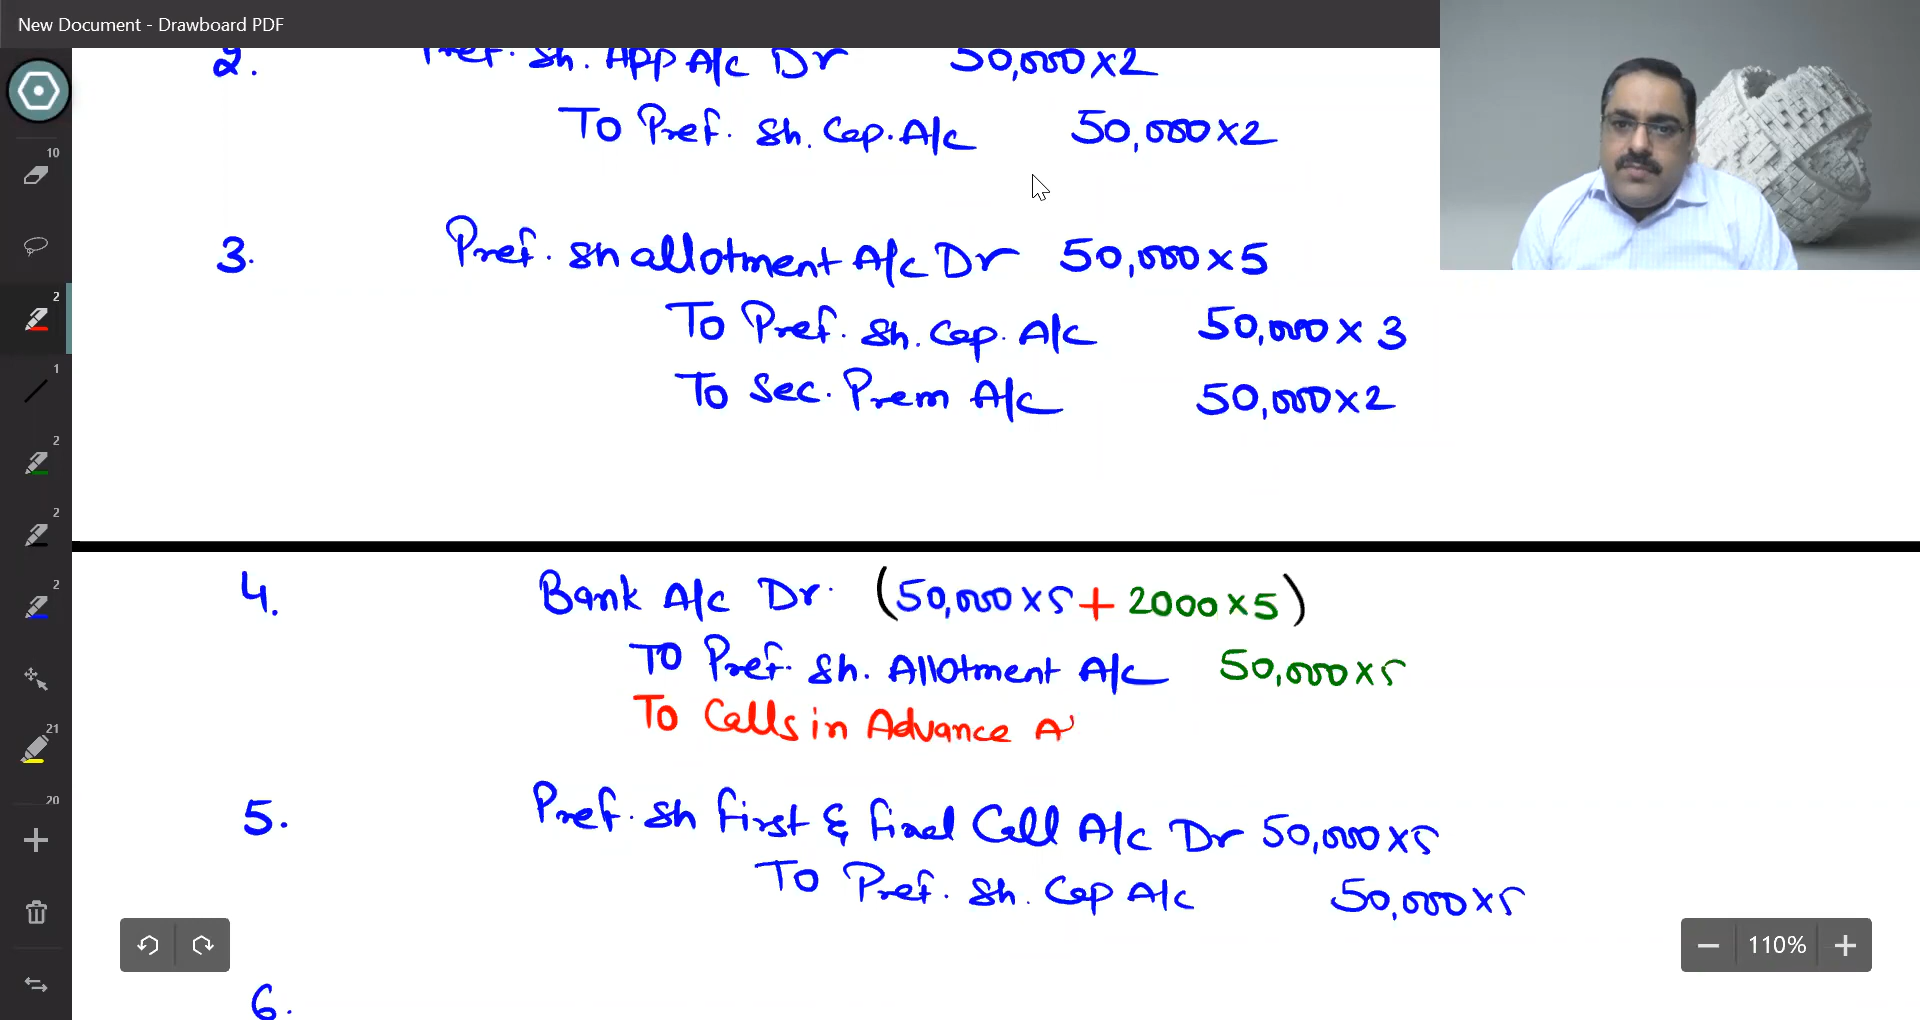 New Document - Drawboard PDF
2. Pref. Sh. APP A/c Dr 50,000×2
To Pref. Sh. Cap. A/c 50,000×2
3. Pref. Sh allotment A/c Dr 50,000×5
To Pref. Sh. Cap. A/c 50,000×3
To Sec. Prem A/c 50,000×2
4. Bank A/c Dr. (50,000×5+2000×5)
To Pref. Sh. Allotment A/c 50,000×5
To Calls in Advance A
5. Pref. Sh First & Final Call A/c Dr 50,000×5
To Pref. Sh. Cap A/c 50,000×5
6.
10
2
1
2
2
2
21
20
110%